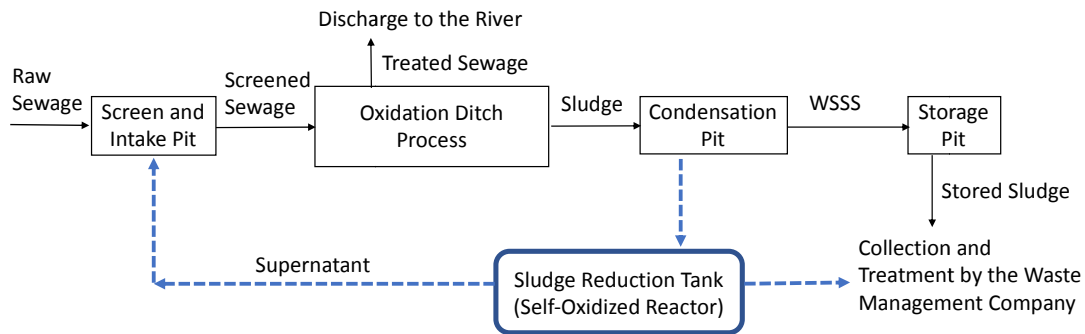 Discharge to the River
Treated Sewage
Raw
Sewage
Screen and
Intake Pit
Screened
Sewage
Oxidation Ditch
Process
Sludge
Condensation
Pit
WSSS
Storage
Pit
Stored Sludge
Collection and
Treatment by the Waste
Management Company
Supernatant
Sludge Reduction Tank
(Self-Oxidized Reactor)